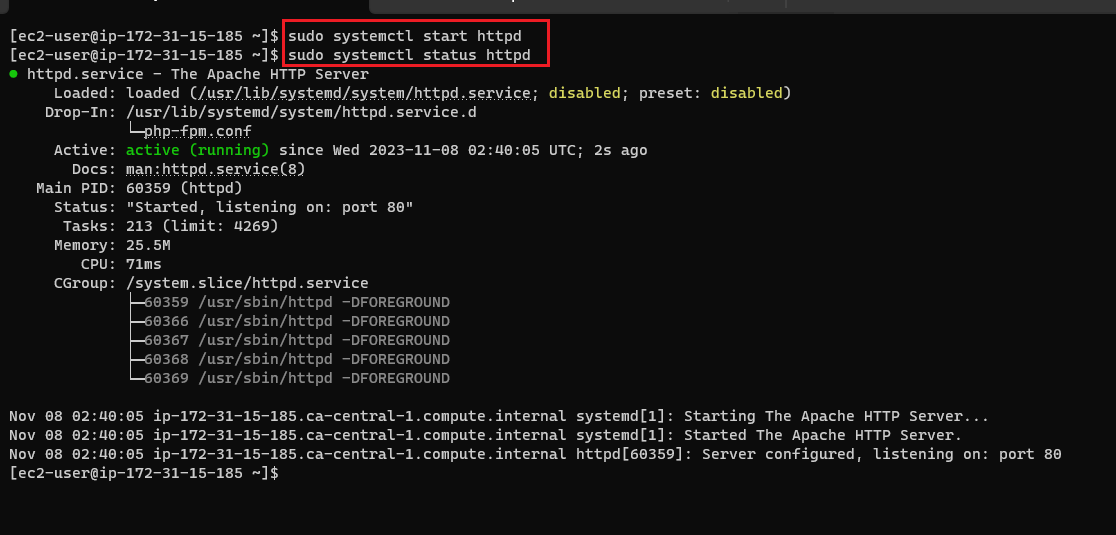 [ec2-user@ip-172-31-15-185 ~]$ sudo systemctl start httpd
[ec2-user@ip-172-31-15-185 ~]$ sudo systemctl status httpd
● httpd.service - The Apache HTTP Server
     Loaded: loaded (/usr/lib/systemd/system/httpd.service; disabled; preset: disabled)
    Drop-In: /usr/lib/systemd/system/httpd.service.d
             └─php-fpm.conf
     Active: active (running) since Wed 2023-11-08 02:40:05 UTC; 2s ago
       Docs: man:httpd.service(8)
   Main PID: 60359 (httpd)
     Status: "Started, listening on: port 80"
      Tasks: 213 (limit: 4269)
     Memory: 25.5M
        CPU: 71ms
     CGroup: /system.slice/httpd.service
             ├─60359 /usr/sbin/httpd -DFOREGROUND
             ├─60366 /usr/sbin/httpd -DFOREGROUND
             ├─60367 /usr/sbin/httpd -DFOREGROUND
             ├─60368 /usr/sbin/httpd -DFOREGROUND
             └─60369 /usr/sbin/httpd -DFOREGROUND
Nov 08 02:40:05 ip-172-31-15-185.ca-central-1.compute.internal systemd[1]: Starting The Apache HTTP Server...
Nov 08 02:40:05 ip-172-31-15-185.ca-central-1.compute.internal systemd[1]: Started The Apache HTTP Server.
Nov 08 02:40:05 ip-172-31-15-185.ca-central-1.compute.internal httpd[60359]: Server configured, listening on: port 80
[ec2-user@ip-172-31-15-185 ~]$